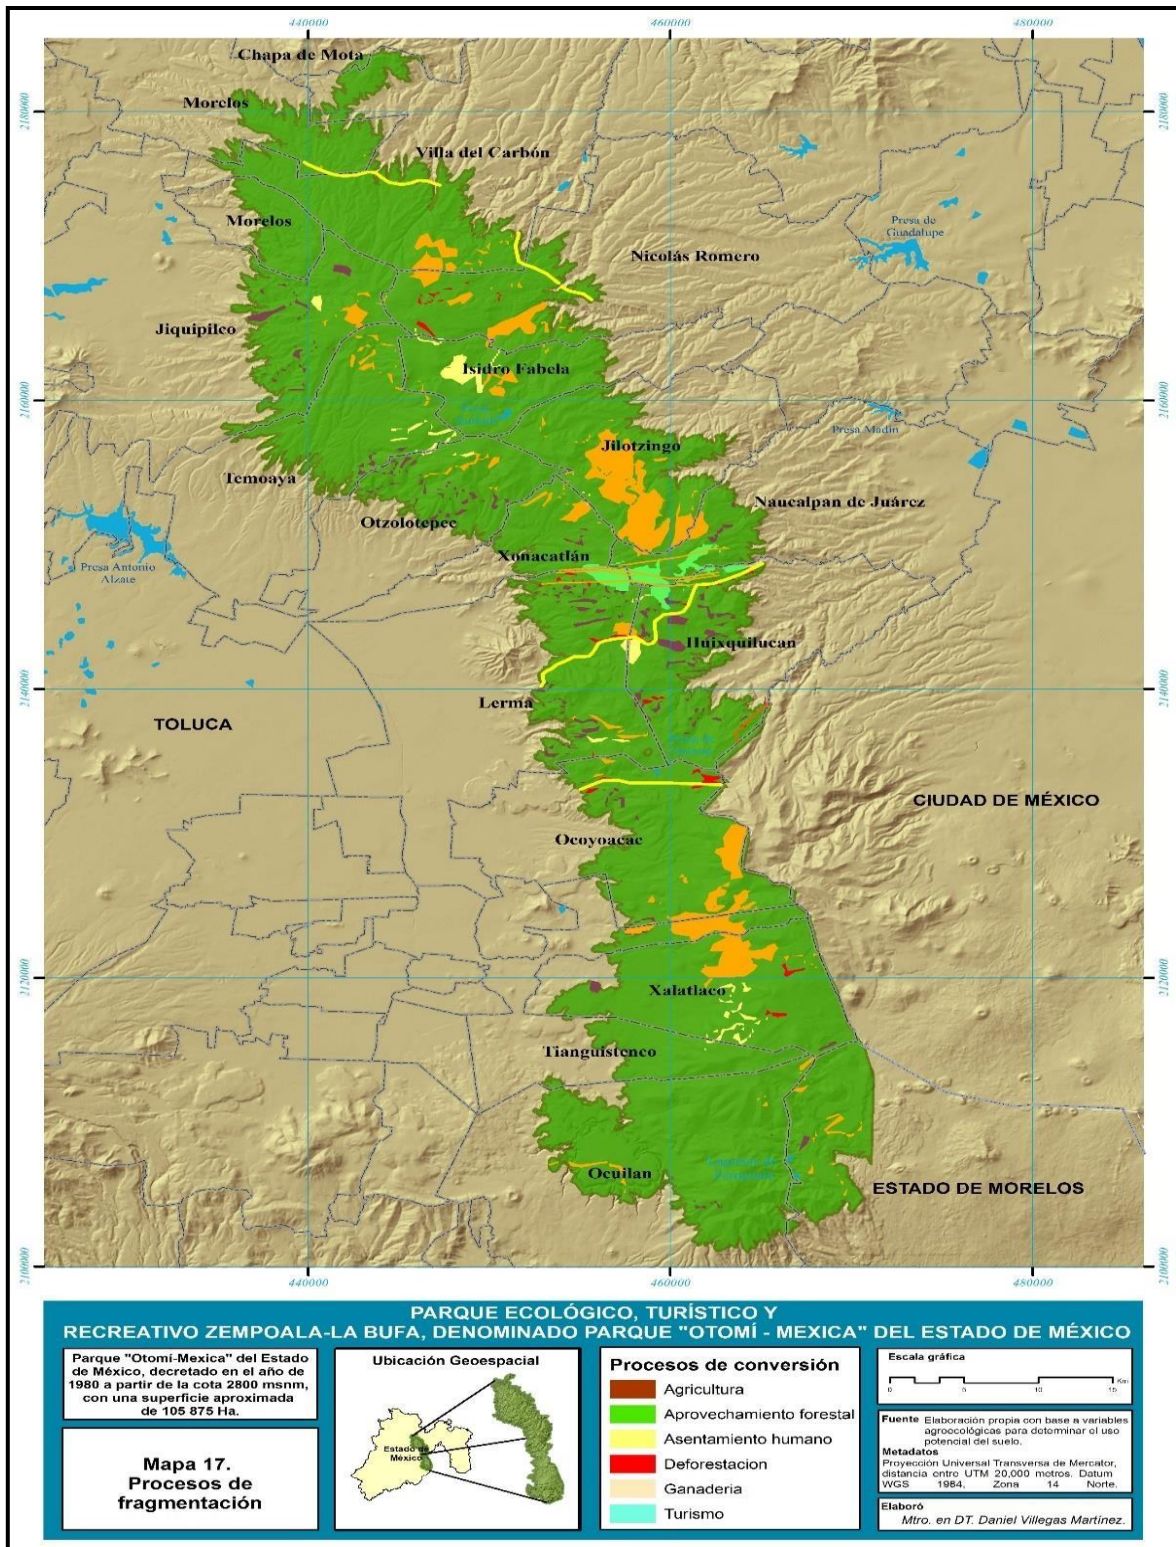 440000
460000
480000
2180000
2180000
Chapa de Mota
Morelos
Villa del Carbón
Morelos
Presa de
Guadalupe
Nicolás Romero
Jiquipilco
Isidro Fabela
2160000
2160000
Presa Madín
Jilotzingo
Temoaya
Naucalpan de Juárez
Otzolotepec
Xonacatlán
Presa Antonio
Alzate
Huixquilucan
2140000
2140000
Lerma
TOLUCA
CIUDAD DE MÉXICO
Ocoyoacac
2120000
2120000
Xalatlaco
Tianguistenco
Ocuilan
ESTADO DE MORELOS
2100000
2100000
440000
460000
480000
PARQUE ECOLÓGICO, TURÍSTICO Y
RECREATIVO ZEMPOALA-LA BUFA, DENOMINADO PARQUE "OTOMÍ - MEXICA" DEL ESTADO DE MÉXICO
Parque "Otomí-Mexica" del Estado
de México, decretado en el año de
1980 a partir de la cota 2800 msnm,
con una superficie aproximada
de 105 875 Ha.
Mapa 17.
Procesos de
fragmentación
Ubicación Geoespacial
Estado de
México
Procesos de conversión
Agricultura
Aprovechamiento forestal
Asentamiento humano
Deforestacion
Ganaderia
Turismo
Escala gráfica
Km
0 5 10 15
Fuente Elaboración propia con base a variables
agroecológicas para determinar el uso
potencial del suelo.
Metadatos
Proyección Universal Transversa de Mercator,
distancia entre UTM 20,000 metros. Datum
WGS 1984, Zona 14 Norte.
Elaboró
Mtro. en DT. Daniel Villegas Martínez.